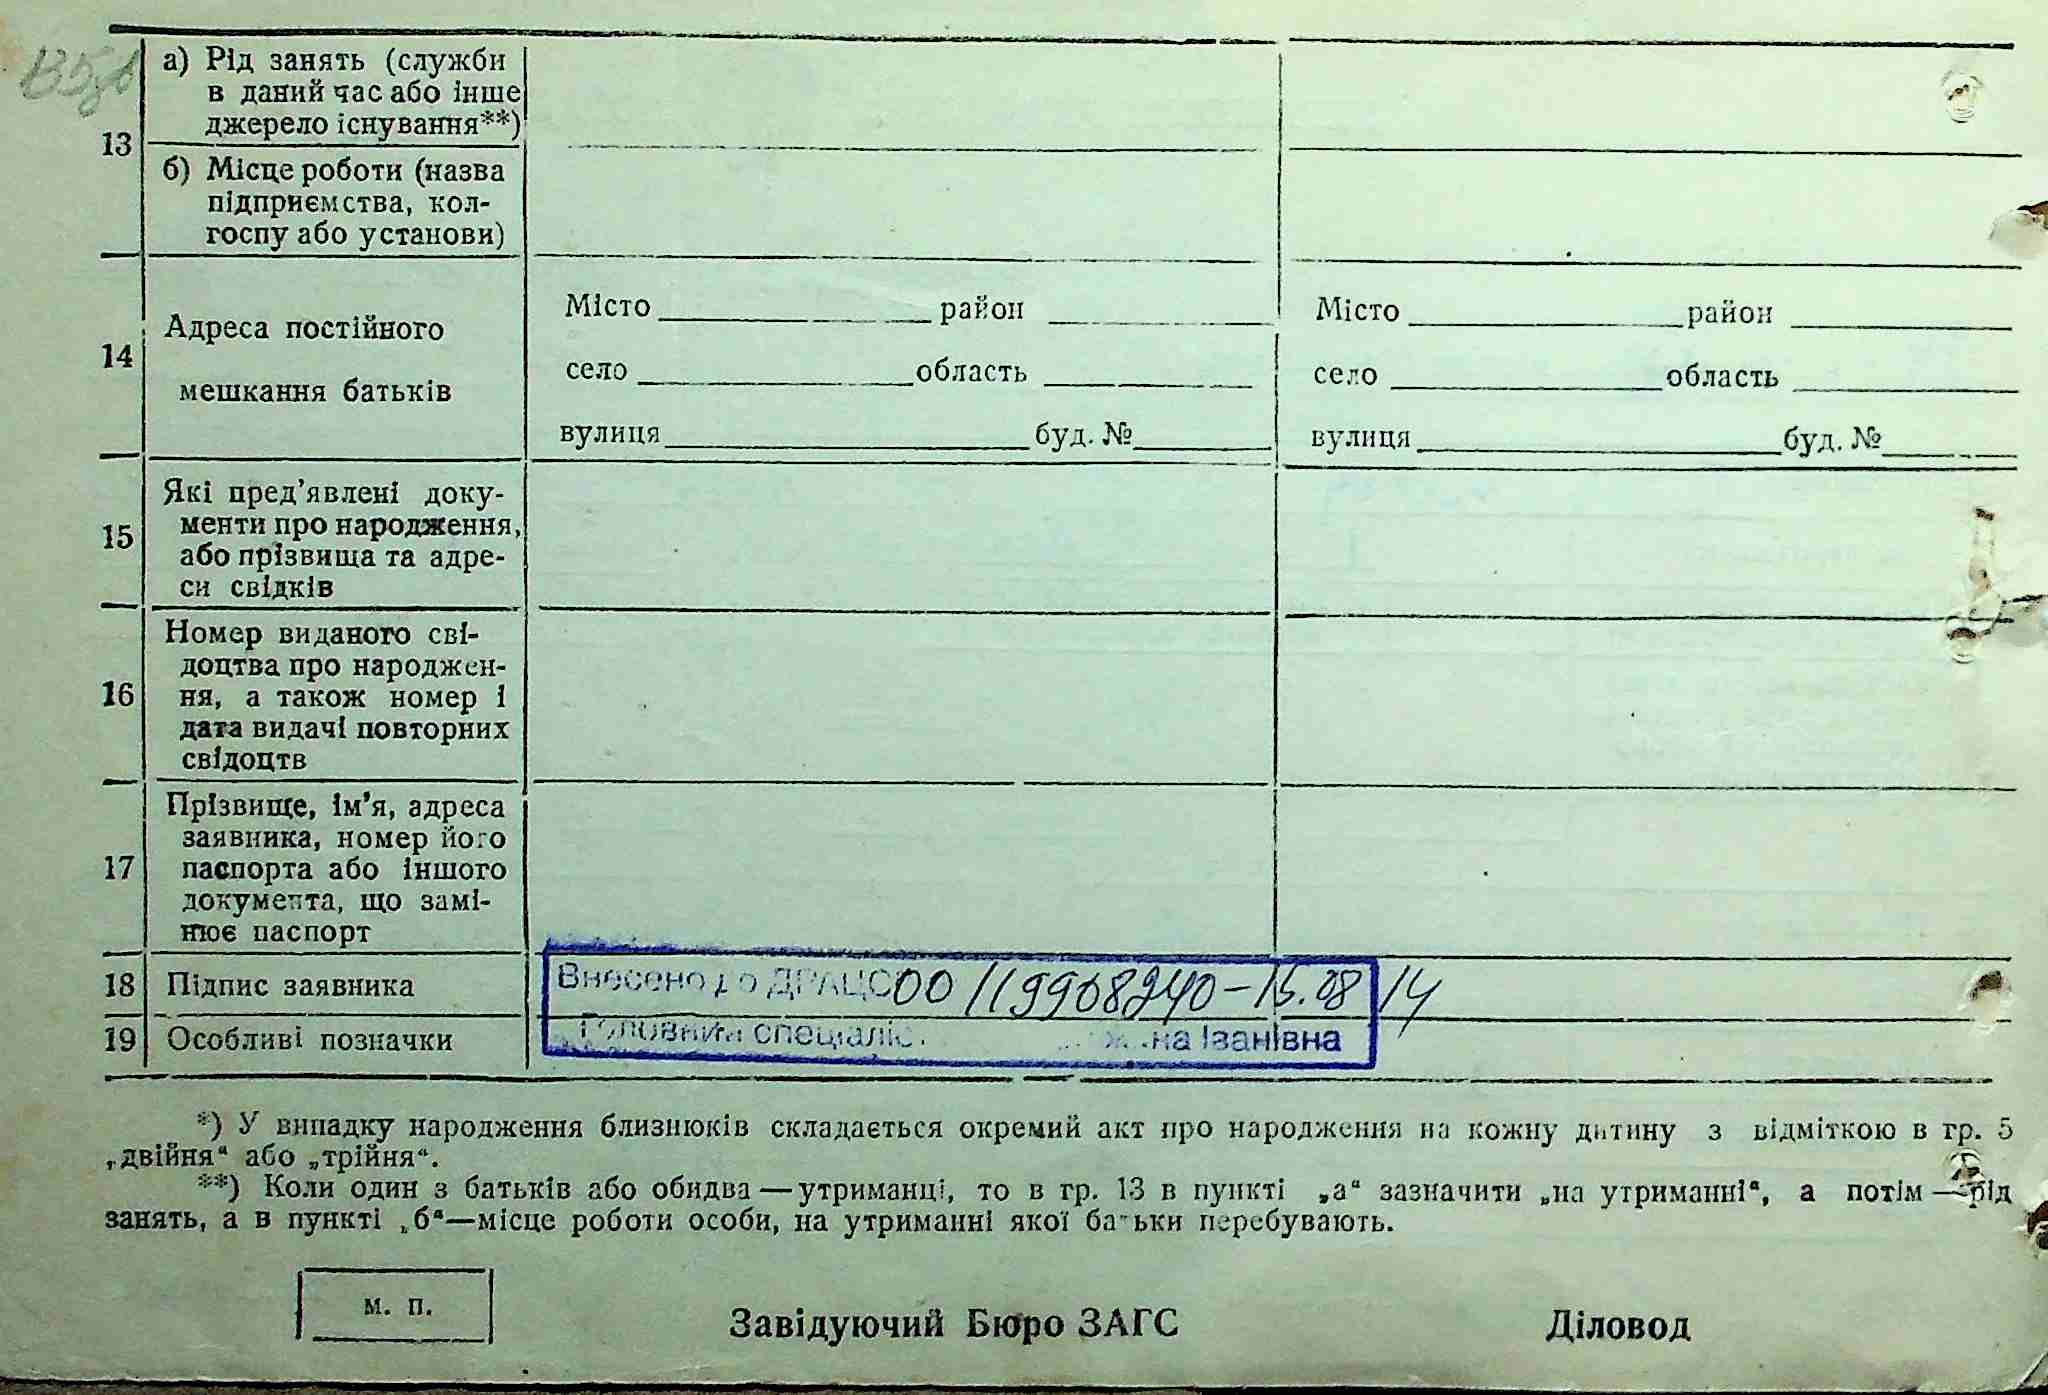 13
а) Рід занять (служби
в даний час або інше
джерело існування**)
б) Місце роботи (назва
підприємства, кол-
госпу або установи)
14
Адреса постійного
мешкання батьків
Місто район
село область
вулиця буд. №
Місто район
село область
вулиця буд. №
15
Які пред’явлені доку-
менти про народження,
або прізвища та адре-
си свідків
16
Номер виданого сві-
доцтва про народжен-
ня, а також номер і
дата видачі повторних
свідоцтв
17
Прізвище, ім’я, адреса
заявника, номер його
паспорта або іншого
документа, що замі-
нює паспорт
18 Підпис заявника
Внесено до ДРАЦС 00119908240-15.08 14
19 Особливі позначки
Головний спеціаліст Іванівна
*) У випадку народження близнюків складається окремий акт про народження на кожну дитину з відміткою в гр. 5
„двійня“ або „трійня“.
**) Коли один з батьків або обидва — утриманці, то в гр. 13 в пункті „а“ зазначити „на утриманні“, а потім — рід
занять, а в пункті „б“—місце роботи особи, на утриманні якої батьки перебувають.
м. п.
Завідуючий Бюро ЗАГС
Діловод